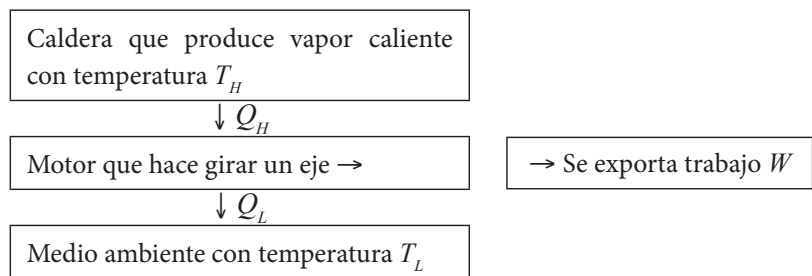 Caldera que produce vapor caliente
con temperatura T_H
↓ Q_H
Motor que hace girar un eje →
→ Se exporta trabajo W
↓ Q_L
Medio ambiente con temperatura T_L